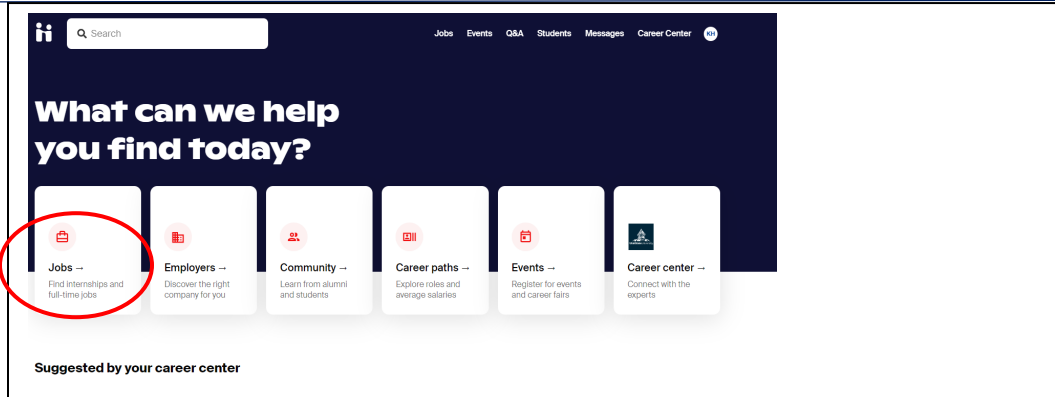 Search
Jobs Events Q&A Students Messages Career Center KH
What can we help
you find today?
Jobs →
Find internships and
full-time jobs
Employers →
Discover the right
company for you
Community →
Learn from alumni
and students
Career paths →
Explore roles and
average salaries
Events →
Register for events
and career fairs
Career center →
Connect with the
experts
Suggested by your career center